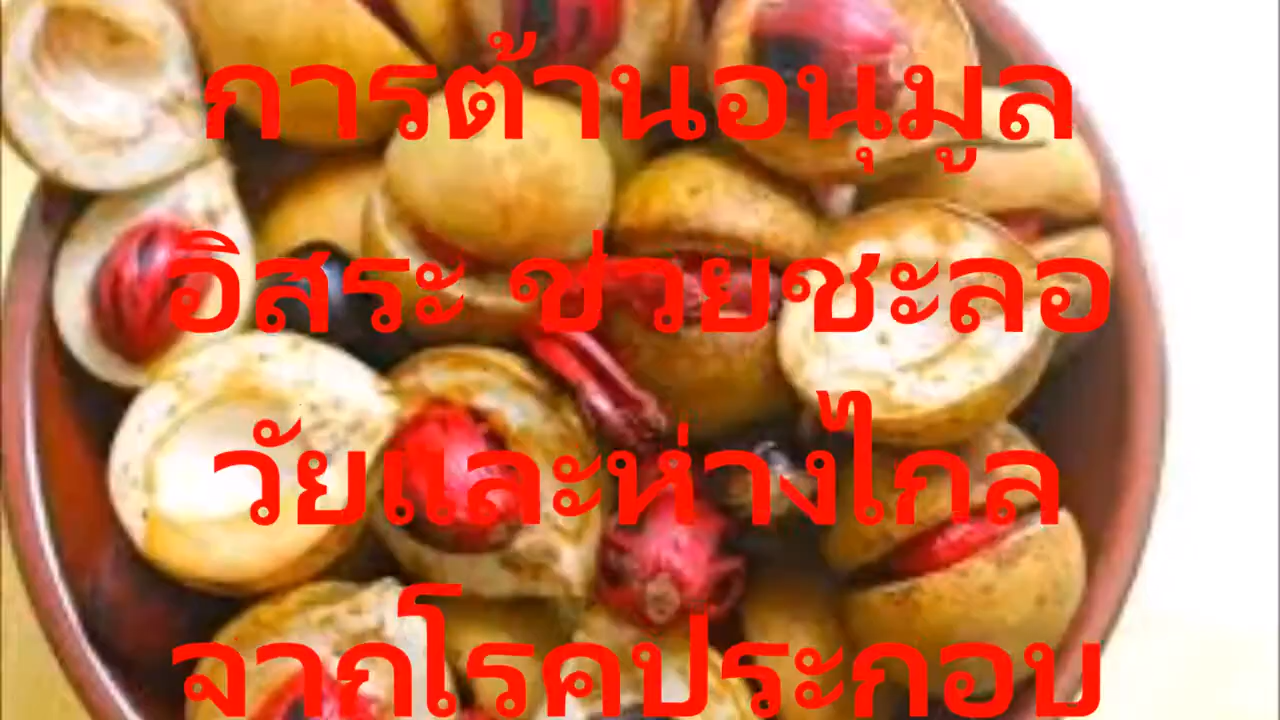 การต้านอนุมูล
อิสระ ช่วยชะลอ
วัยและห่างไกล
จากโรคประกอบ